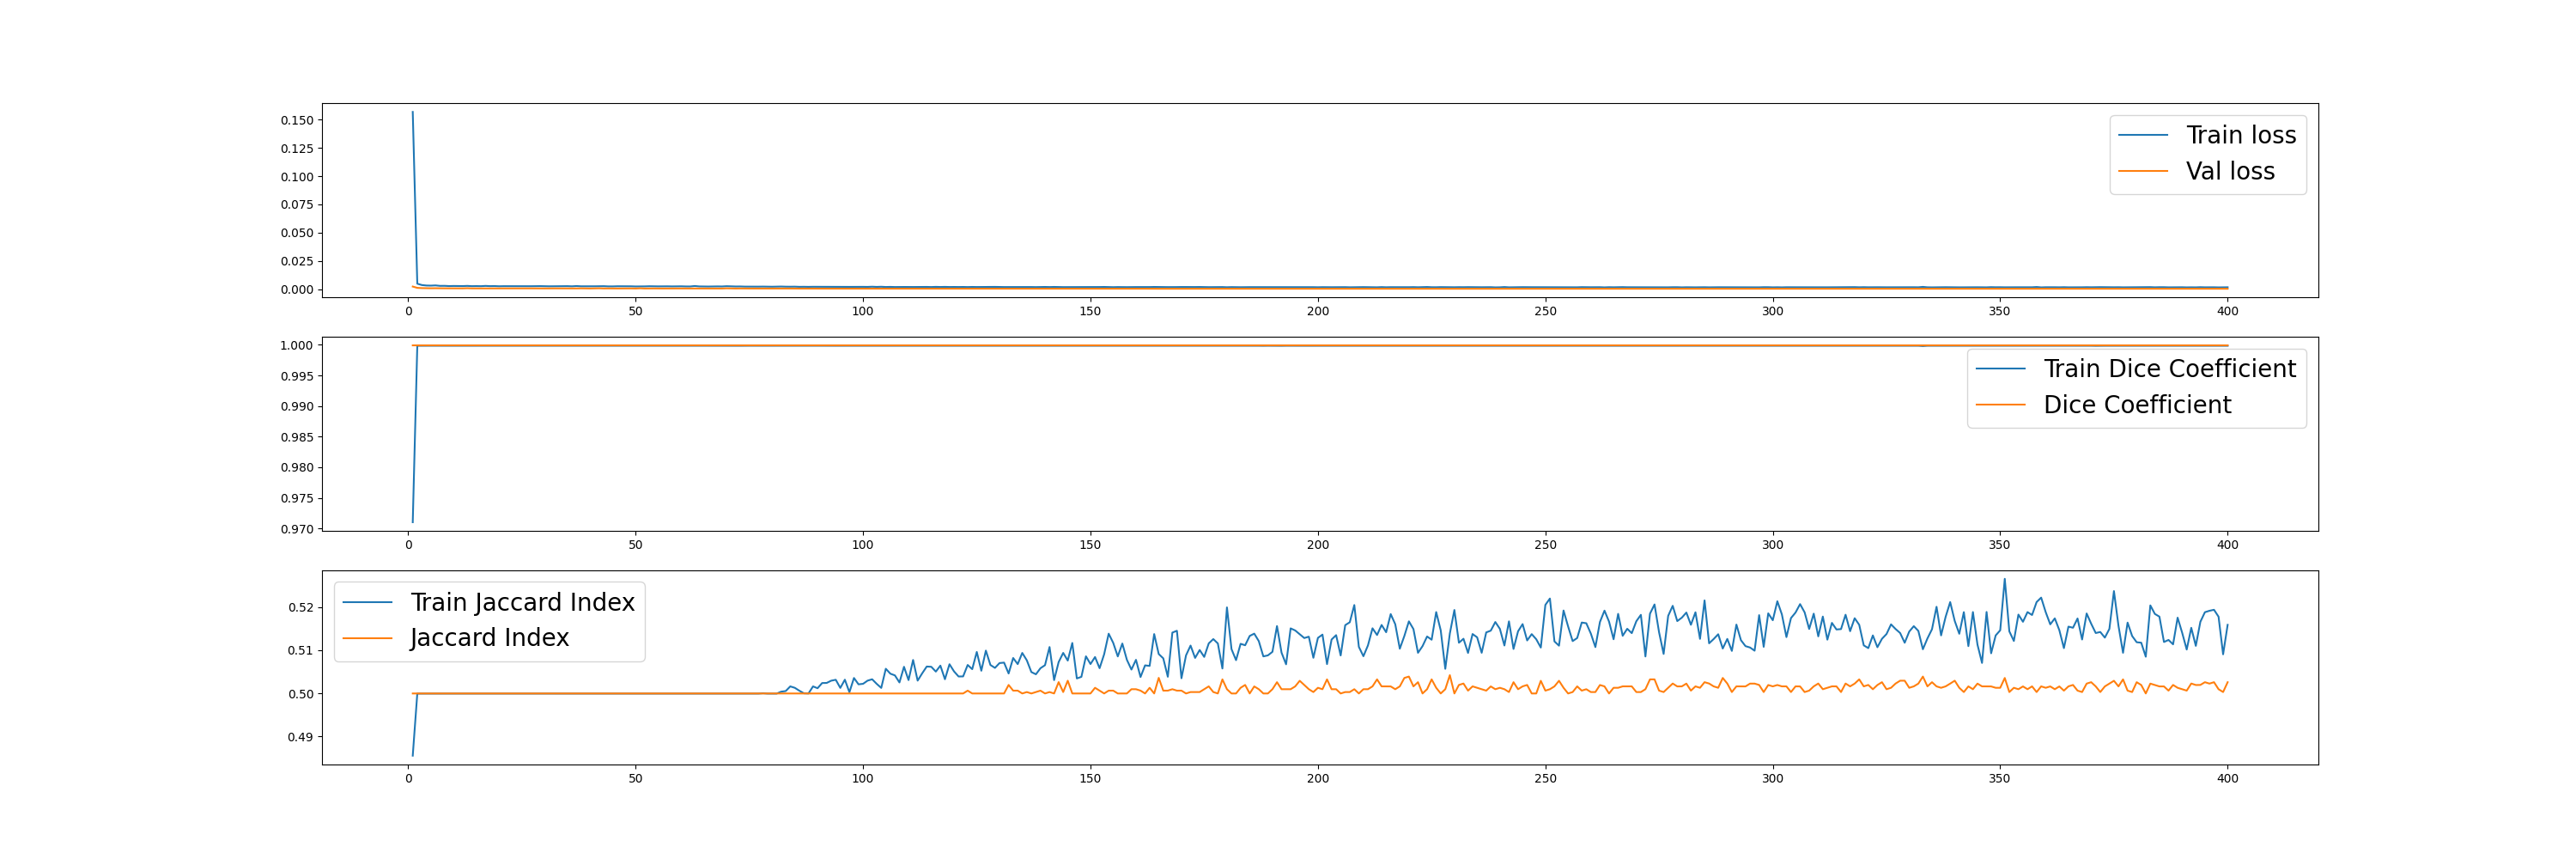 0.150
0.125
0.100
0.075
0.050
0.025
0.000
Train loss
Val loss
0 50 100 150 200 250 300 350 400
1.000
0.995
0.990
0.985
0.980
0.975
0.970
Train Dice Coefficient
Dice Coefficient
0 50 100 150 200 250 300 350 400
Train Jaccard Index
Jaccard Index
0.52
0.51
0.50
0.49
0 50 100 150 200 250 300 350 400